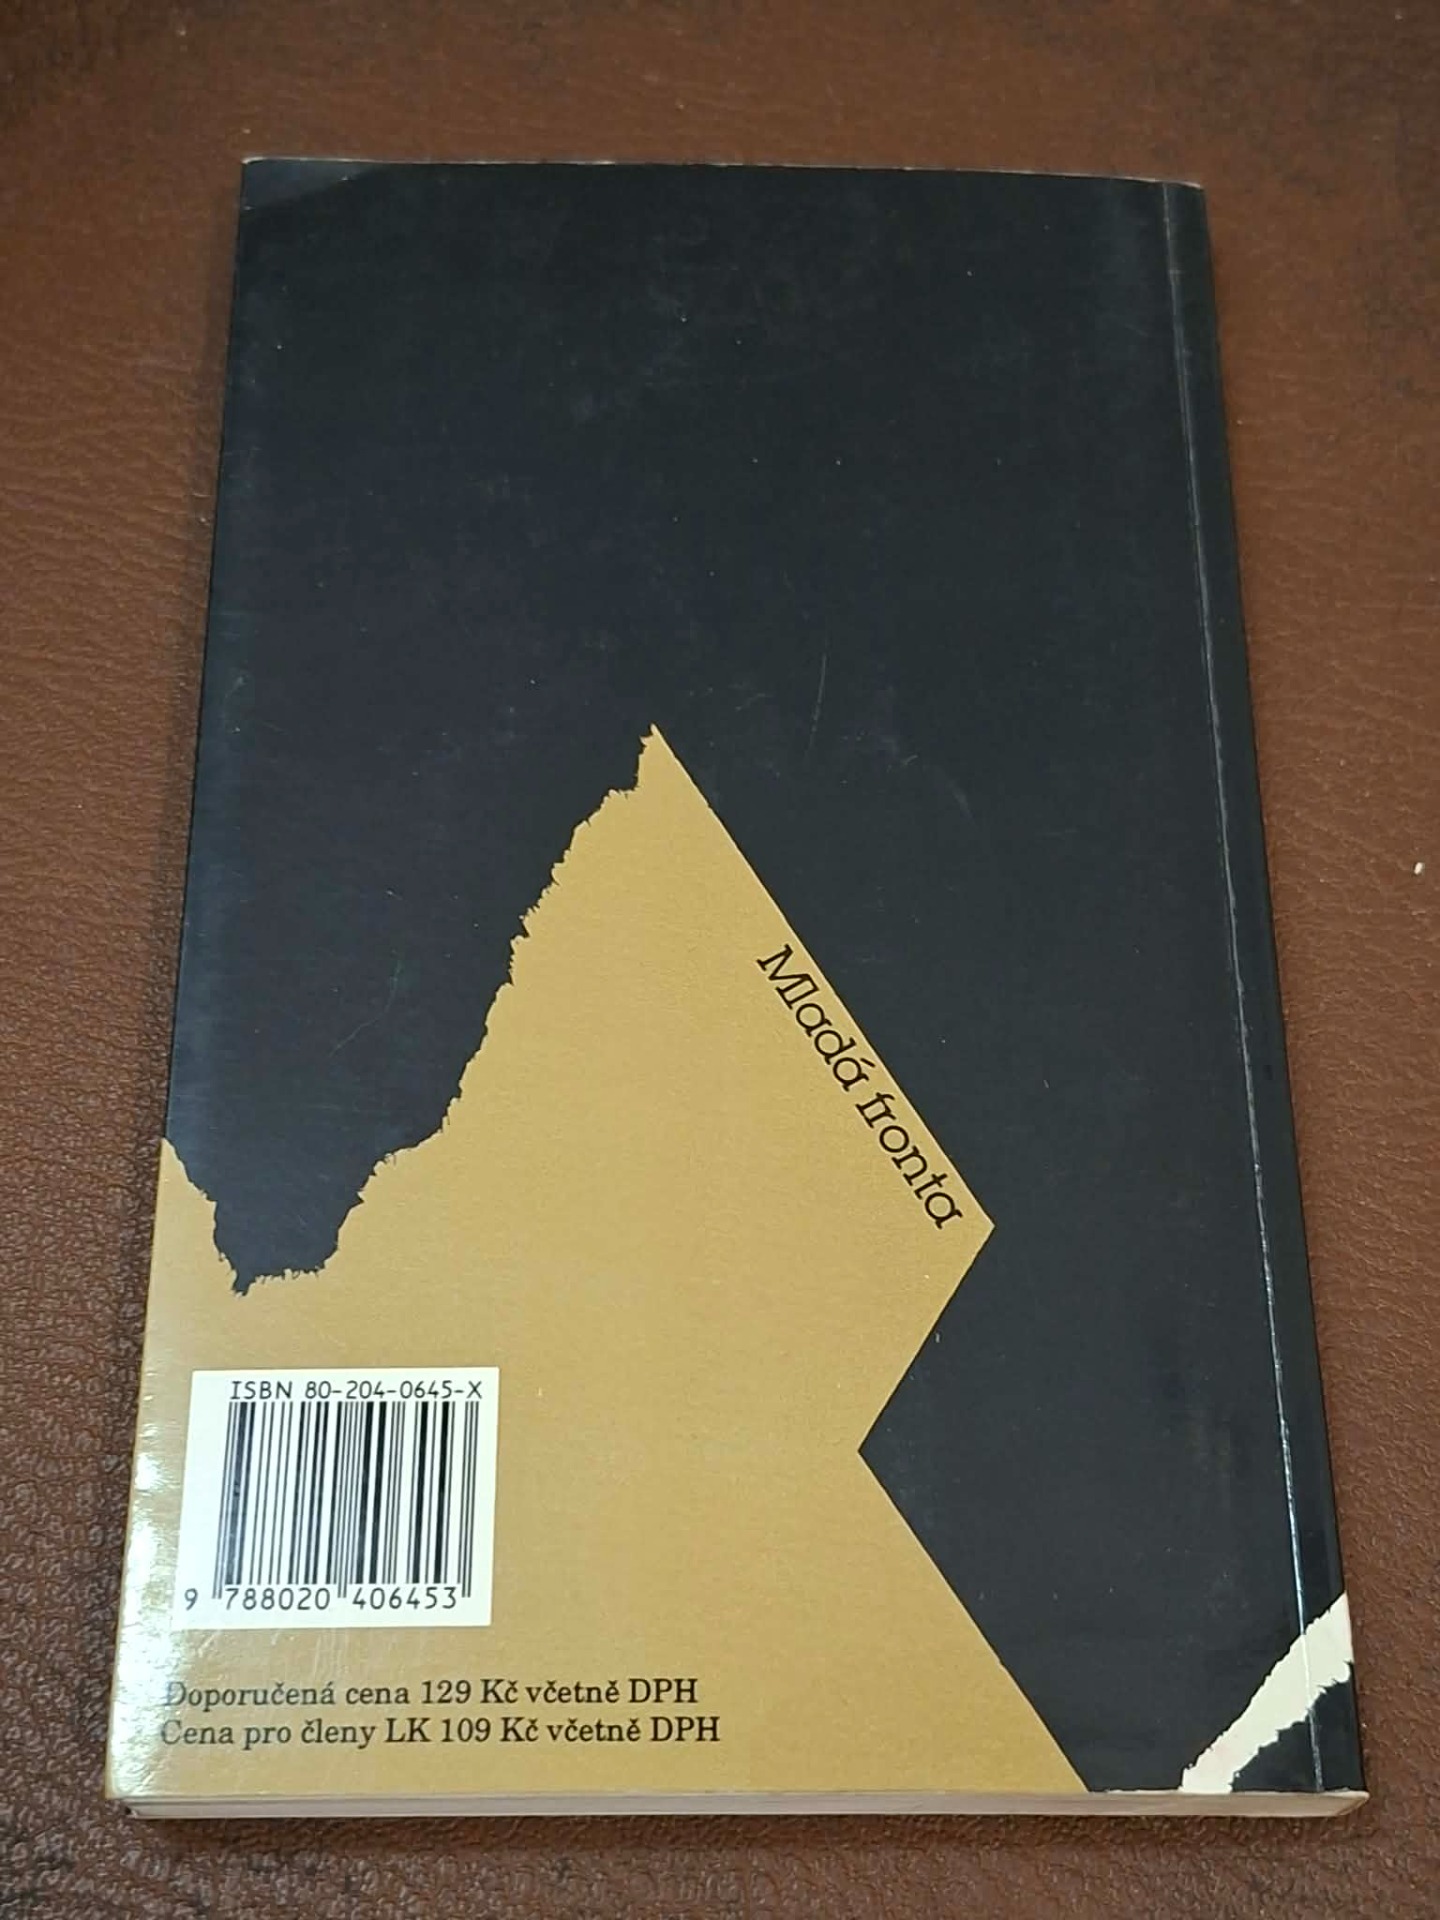 Mladá fronta
ISBN 80-204-0645-X
9 788020 406453
Doporučená cena 129 Kč včetně DPH
Cena pro členy LK 109 Kč včetně DPH